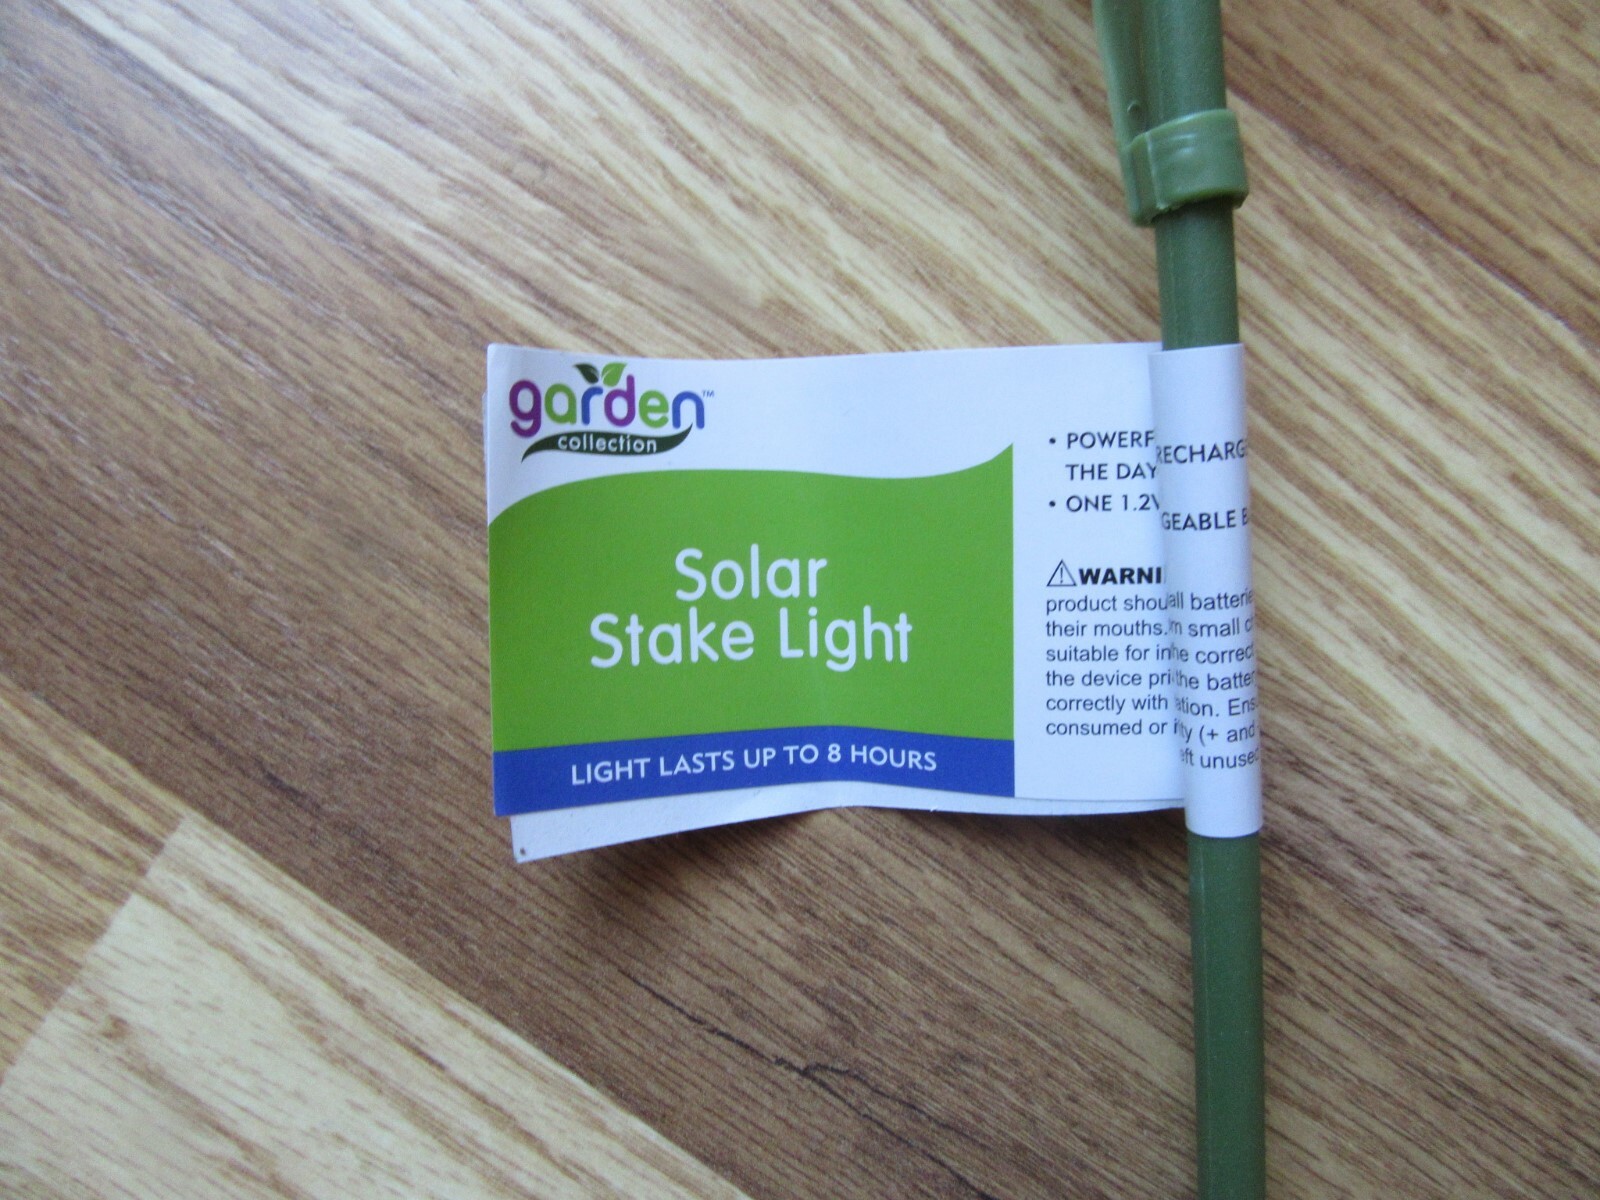 garden™
collection
Solar
Stake Light
LIGHT LASTS UP TO 8 HOURS
• POWERF
THE DAY
• ONE 1.2V
⚠WARNI
product shou
their mouths.
suitable for in
the device pri
correctly with
consumed or
RECHARGE
GEABLE B
all batterie
m small c
he correc
the batter
ation. Ens
ity (+ and
eft unused